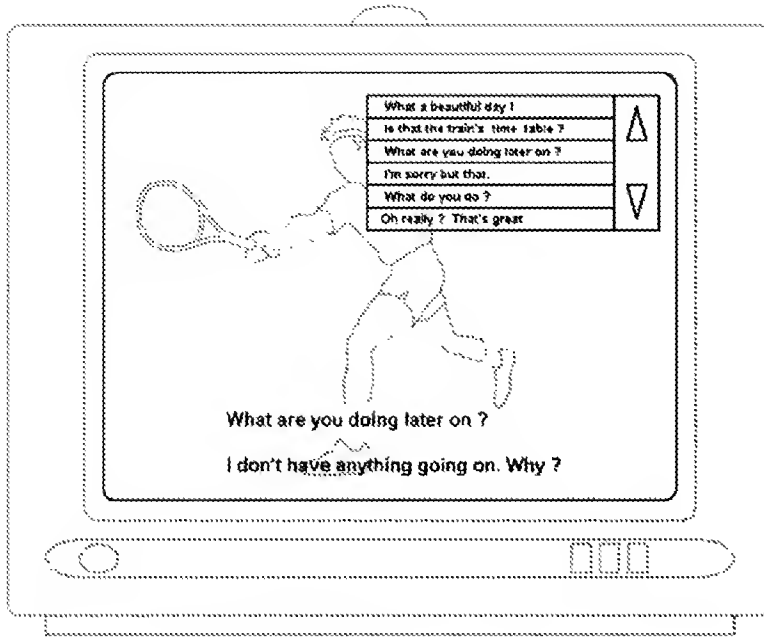 What a beautiful day !
Is that the train's time table ?
What are you doing later on ?
I'm sorry but that.
What do you do ?
Oh really ? That's great
What are you doing later on ?
I don't have anything going on. Why ?